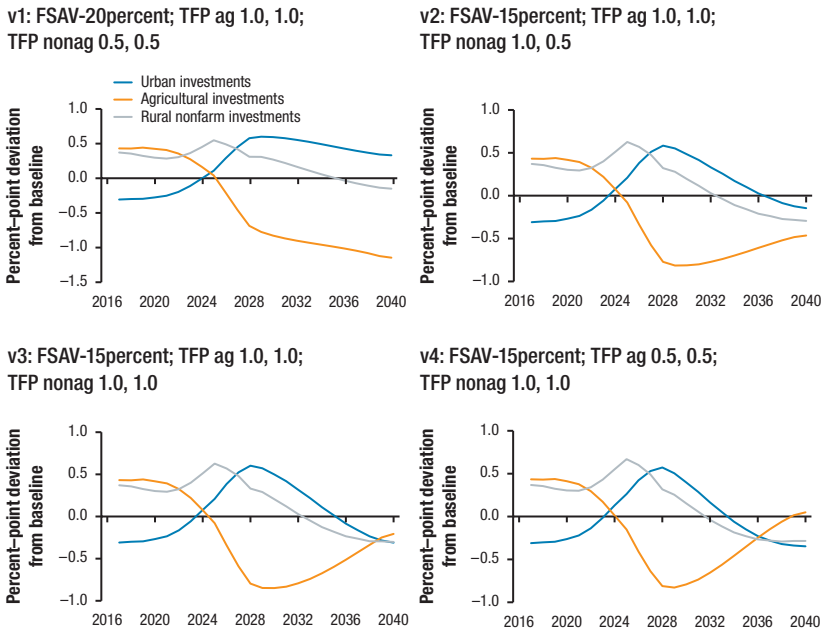 v1: FSAV-20percent; TFP ag 1.0, 1.0;
TFP nonag 0.5, 0.5
Percent–point deviation
from baseline
1.0
0.5
0.0
–0.5
–1.0
–1.5
Urban investments
Agricultural investments
Rural nonfarm investments
2016 2020 2024 2028 2032 2036 2040
v2: FSAV-15percent; TFP ag 1.0, 1.0;
TFP nonag 1.0, 0.5
Percent–point deviation
from baseline
1.0
0.5
0.0
–0.5
–1.0
2016 2020 2024 2028 2032 2036 2040
v3: FSAV-15percent; TFP ag 1.0, 1.0;
TFP nonag 1.0, 1.0
Percent–point deviation
from baseline
1.0
0.5
0.0
–0.5
–1.0
2016 2020 2024 2028 2032 2036 2040
v4: FSAV-15percent; TFP ag 0.5, 0.5;
TFP nonag 1.0, 1.0
Percent–point deviation
from baseline
1.0
0.5
0.0
–0.5
–1.0
2016 2020 2024 2028 2032 2036 2040